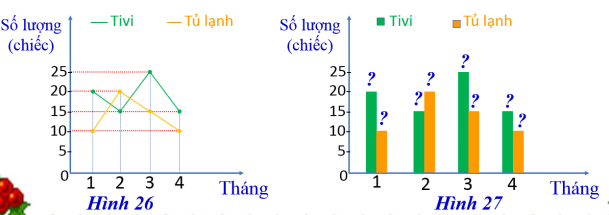 Số lượng
(chiếc)
Tivi
Tủ lạnh
25
20
15
10
5
0
1 2 3 4
Tháng
Hình 26
Số lượng
(chiếc)
Tivi
Tủ lạnh
25
20
15
10
5
0
? ? ? ? ? ? ? ?
1 2 3 4
Tháng
Hình 27